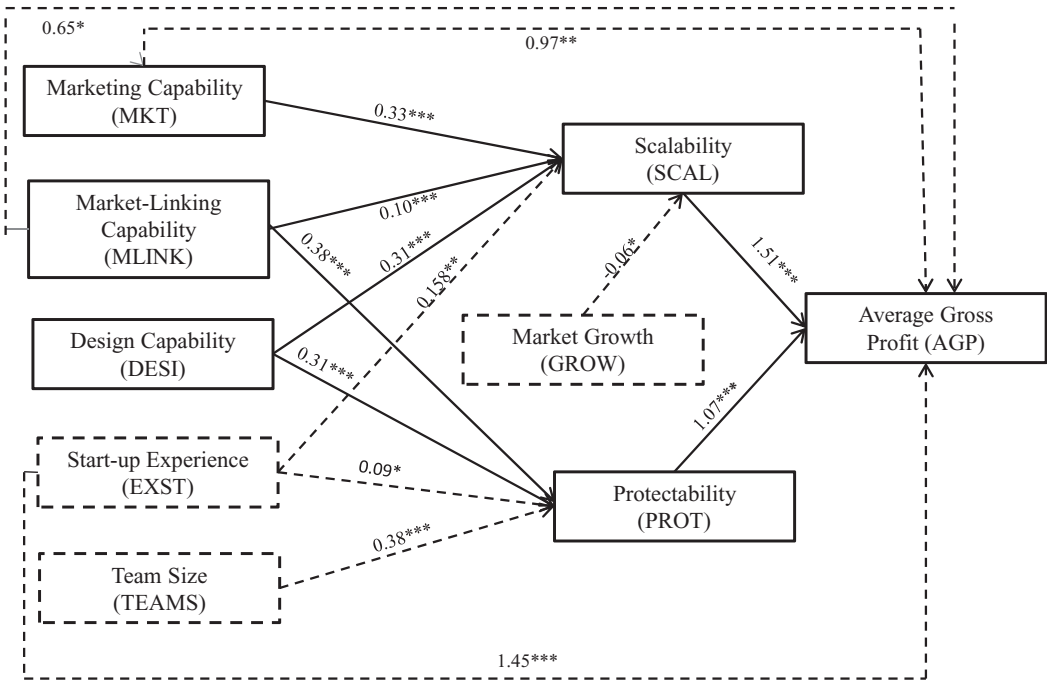 0.65*
0.97**
Marketing Capability
(MKT)
0.33***
Scalability
(SCAL)
Market-Linking
Capability
(MLINK)
0.10***
0.38***
0.31***
0.158**
-0.06*
1.51***
Average Gross
Profit (AGP)
Market Growth
(GROW)
Design Capability
(DESI)
0.31***
1.07***
Start-up Experience
(EXST)
0.09*
Protectability
(PROT)
0.38***
Team Size
(TEAMS)
1.45***